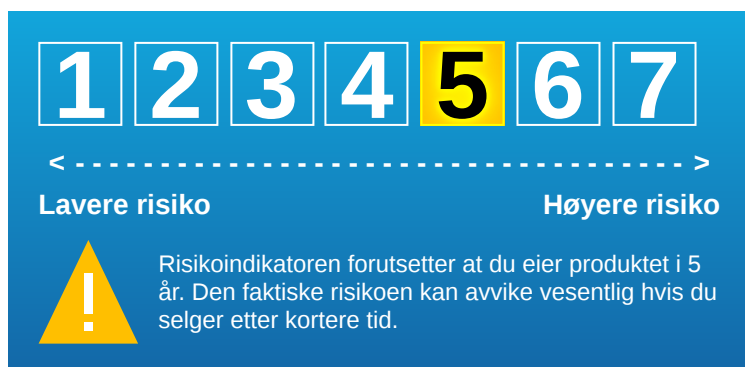 1 2 3 4 5 6 7
< - - - - - - - - - - - - - - - - - - - - - - - - - - - - - - - - - - - - >
Lavere risiko Høyere risiko
! Risikoindikatoren forutsetter at du eier produktet i 5
år. Den faktiske risikoen kan avvike vesentlig hvis du
selger etter kortere tid.